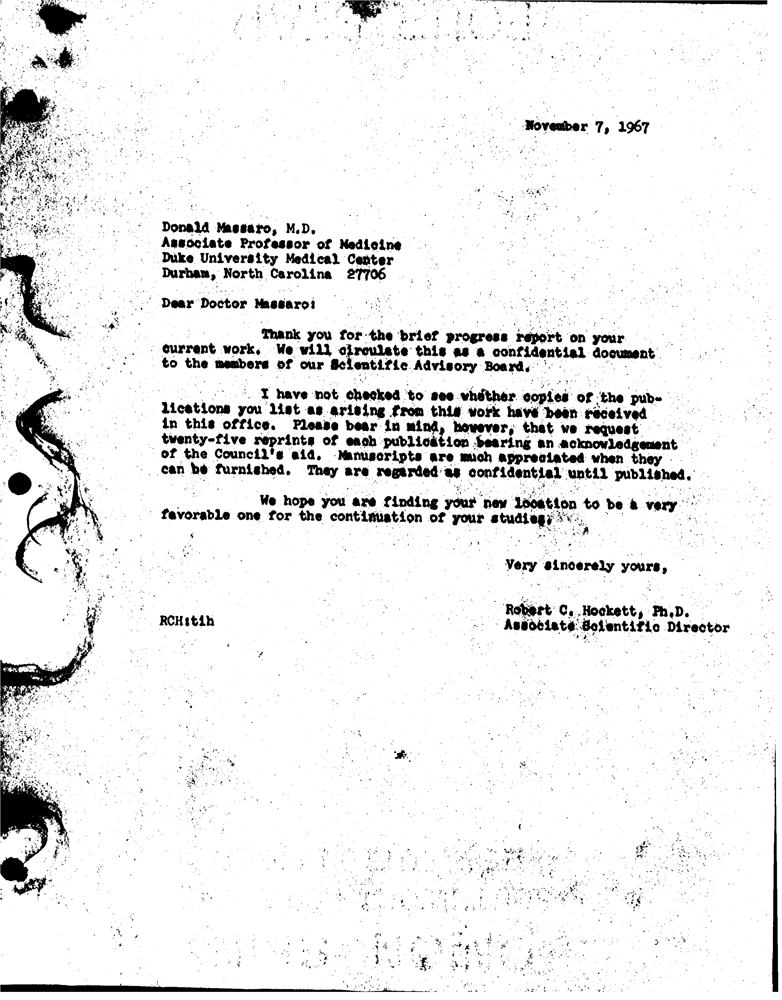 November 7, 1967
Donald Massaro, M.D.
Associate Professor of Medicine
Duke University Medical Center
Durham, North Carolina 27706
Dear Doctor Massaro:
Thank you for the brief progress report on your
current work. We will circulate this as a confidential document
to the members of our Scientific Advisory Board.
I have not checked to see whether copies of the pub-
lications you list as arising from this work have been received
in this office. Please bear in mind, however, that we request
twenty-five reprints of each publication bearing an acknowledgement
of the Council's aid. Manuscripts are much appreciated when they
can be furnished. They are regarded as confidential until published.
We hope you are finding your new location to be a very
favorable one for the continuation of your studies.
Very sincerely yours,
Robert C. Hockett, Ph.D.
RCH:tih
Associate Scientific Director